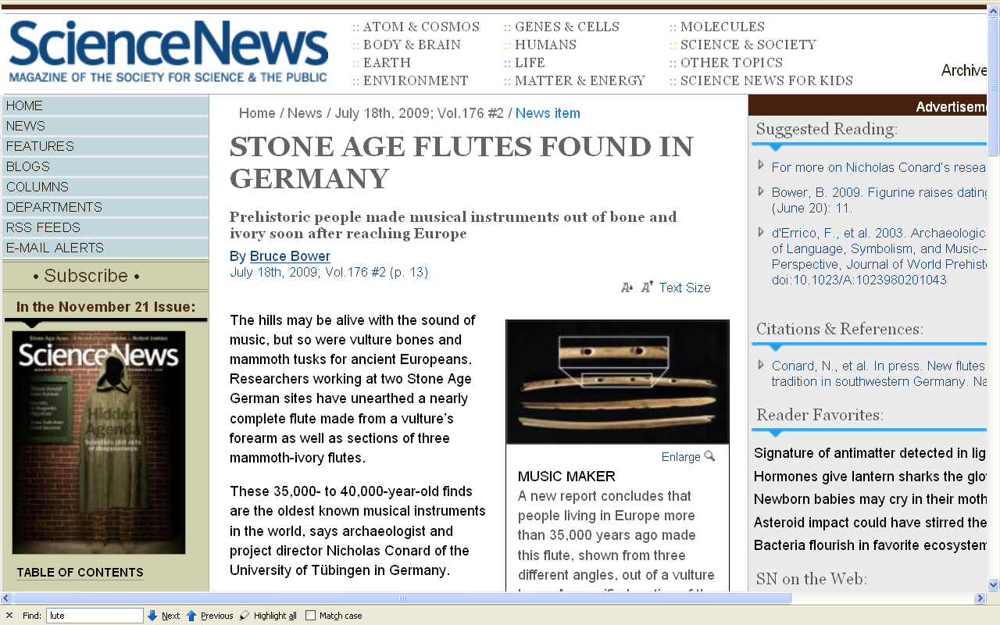 ScienceNews
MAGAZINE OF THE SOCIETY FOR SCIENCE & THE PUBLIC
:: ATOM & COSMOS
:: BODY & BRAIN
:: EARTH
:: ENVIRONMENT
:: GENES & CELLS
:: HUMANS
:: LIFE
:: MATTER & ENERGY
:: MOLECULES
:: SCIENCE & SOCIETY
:: OTHER TOPICS
:: SCIENCE NEWS FOR KIDS
Archive
HOME
NEWS
FEATURES
BLOGS
COLUMNS
DEPARTMENTS
RSS FEEDS
E-MAIL ALERTS
• Subscribe •
In the November 21 Issue:
ScienceNews
Hidden
Agenda
Scientists plot acts
of disappearance
TABLE OF CONTENTS
Home / News / July 18th, 2009; Vol.176 #2 / News item
STONE AGE FLUTES FOUND IN
GERMANY
Prehistoric people made musical instruments out of bone and
ivory soon after reaching Europe
By Bruce Bower
July 18th, 2009; Vol.176 #2 (p. 13)
Text Size
The hills may be alive with the sound of
music, but so were vulture bones and
mammoth tusks for ancient Europeans.
Researchers working at two Stone Age
German sites have unearthed a nearly
complete flute made from a vulture's
forearm as well as sections of three
mammoth-ivory flutes.
These 35,000- to 40,000-year-old finds
are the oldest known musical instruments
in the world, says archaeologist and
project director Nicholas Conard of the
University of Tübingen in Germany.
Enlarge
MUSIC MAKER
A new report concludes that
people living in Europe more
than 35,000 years ago made
this flute, shown from three
different angles, out of a vulture
Advertisem
Suggested Reading:
For more on Nicholas Conard's resea
Bower, B. 2009. Figurine raises dating
(June 20): 11.
d'Errico, F., et al. 2003. Archaeologic
of Language, Symbolism, and Music--
Perspective, Journal of World Prehist
doi:10.1023/A:1023980201043
Citations & References:
Conard, N., et al. In press. New flutes
tradition in southwestern Germany. Na
Reader Favorites:
Signature of antimatter detected in lig
Hormones give lantern sharks the glo
Newborn babies may cry in their moth
Asteroid impact could have stirred the
Bacteria flourish in favorite ecosystem
SN on the Web:
Find: lute Next Previous Highlight all Match case